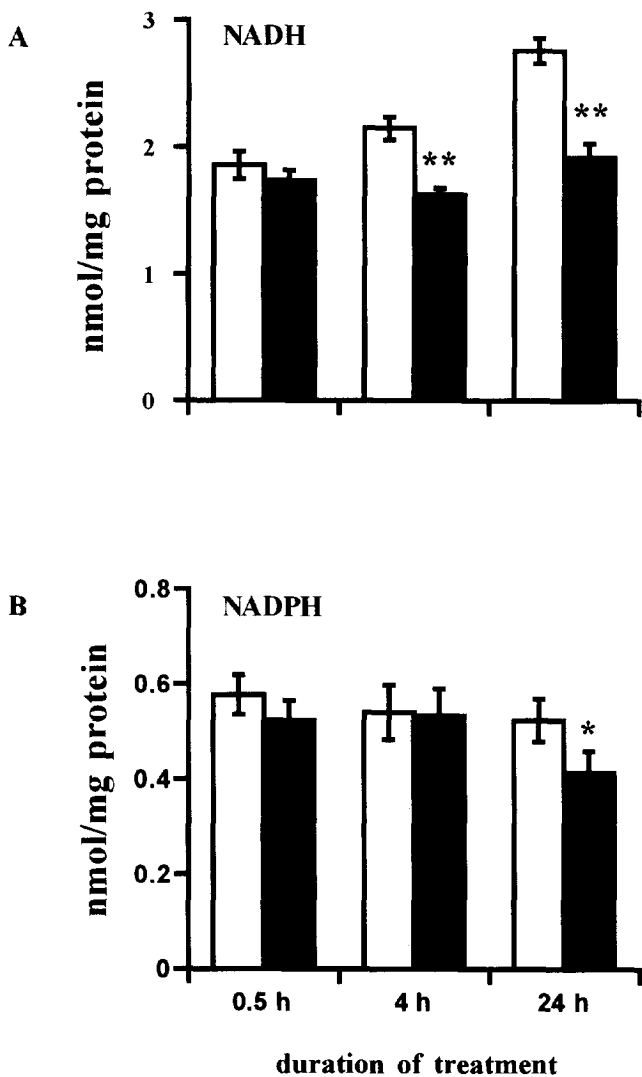 A
NADH
3
2
1
0
nmol/mg protein
**
**
B
NADPH
0.8
0.6
0.4
0.2
0
nmol/mg protein
*
0.5 h 4 h 24 h
duration of treatment